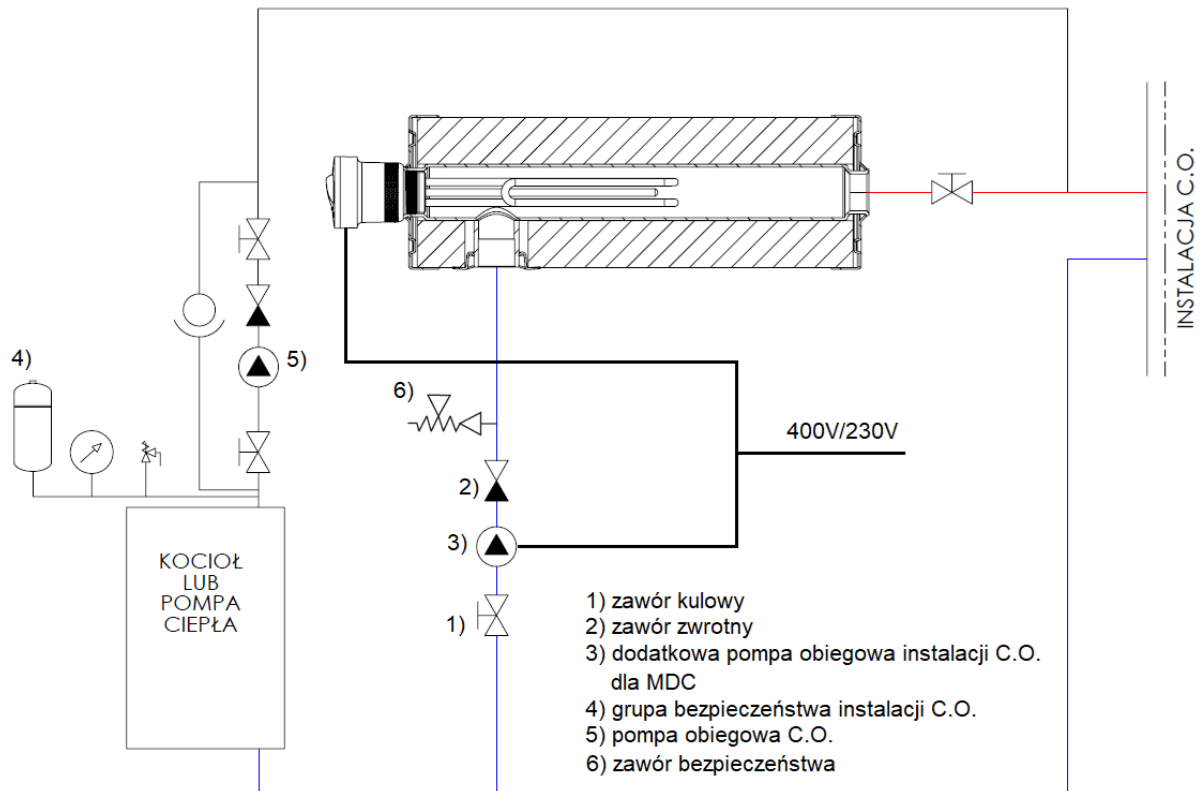 INSTALACJA C.O.
4)
5)
6)
400V/230V
2)
3)
1)
KOCIOŁ
LUB
POMPA
CIEPŁA
1) zawór kulowy
2) zawór zwrotny
3) dodatkowa pompa obiegowa instalacji C.O.
dla MDC
4) grupa bezpieczeństwa instalacji C.O.
5) pompa obiegowa C.O.
6) zawór bezpieczeństwa